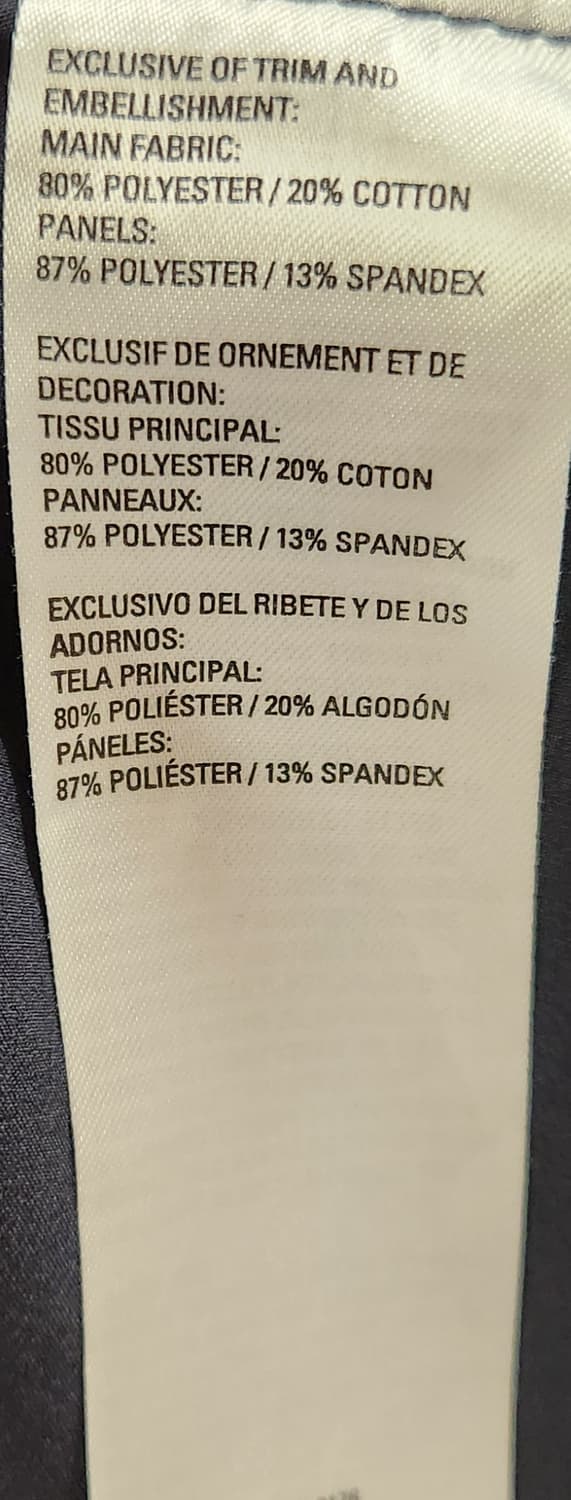 EXCLUSIVE OF TRIM AND
EMBELLISHMENT:
MAIN FABRIC:
80% POLYESTER / 20% COTTON
PANELS:
87% POLYESTER / 13% SPANDEX
EXCLUSIF DE ORNEMENT ET DE
DECORATION:
TISSU PRINCIPAL:
80% POLYESTER / 20% COTON
PANNEAUX:
87% POLYESTER / 13% SPANDEX
EXCLUSIVO DEL RIBETE Y DE LOS
ADORNOS:
TELA PRINCIPAL:
80% POLIÉSTER / 20% ALGODÓN
PÁNELES:
87% POLIÉSTER / 13% SPANDEX